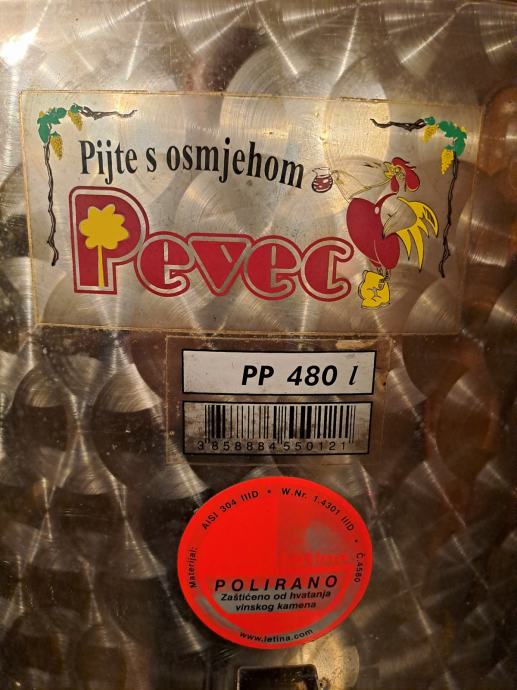 Pijte s osmjehom
Pevec
PP 480 l
3858884550121
Materijal: AISI 304 IIID • W.Nr. 1.4301 IIID • Č.4580
POLIRANO
Zaštićeno od hvatanja
vinskog kamena
www.letina.com